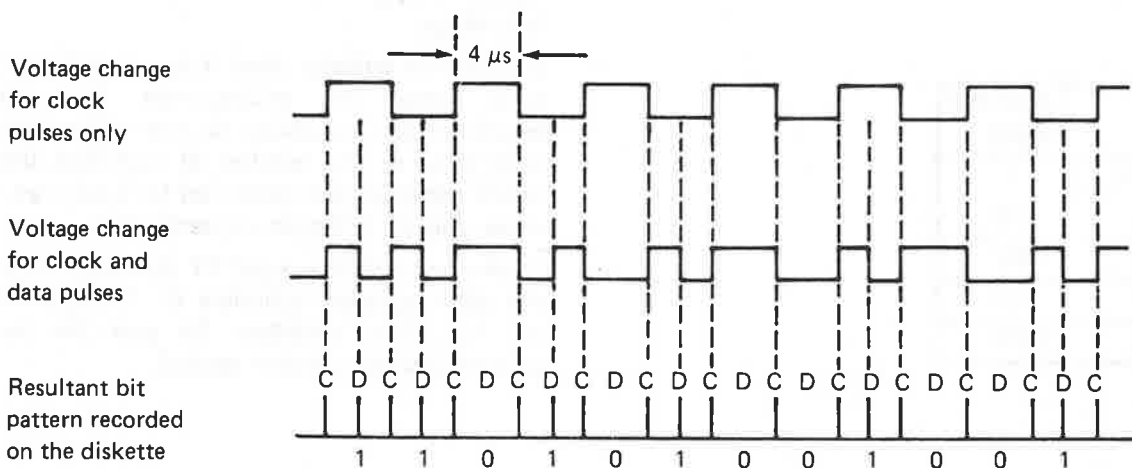 4 μs
Voltage change
for clock
pulses only
Voltage change
for clock and
data pulses
C D C D C D C D C D C D C D C D C D C D C D C D C
Resultant bit
pattern recorded
on the diskette
1 1 0 1 0 1 0 0 1 0 0 1